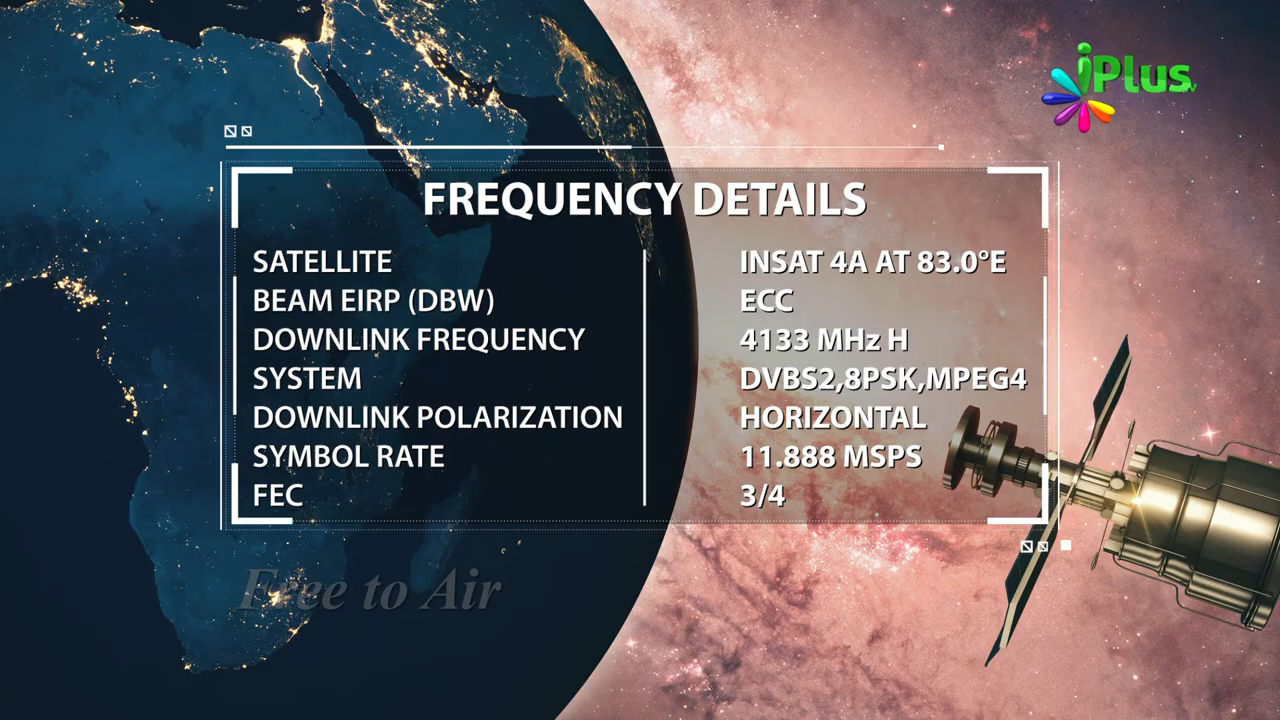 iPlus TV
FREQUENCY DETAILS
SATELLITE INSAT 4A AT 83.0°E
BEAM EIRP (DBW) ECC
DOWNLINK FREQUENCY 4133 MHz H
SYSTEM DVBS2,8PSK,MPEG4
DOWNLINK POLARIZATION HORIZONTAL
SYMBOL RATE 11.888 MSPS
FEC 3/4
Free to Air